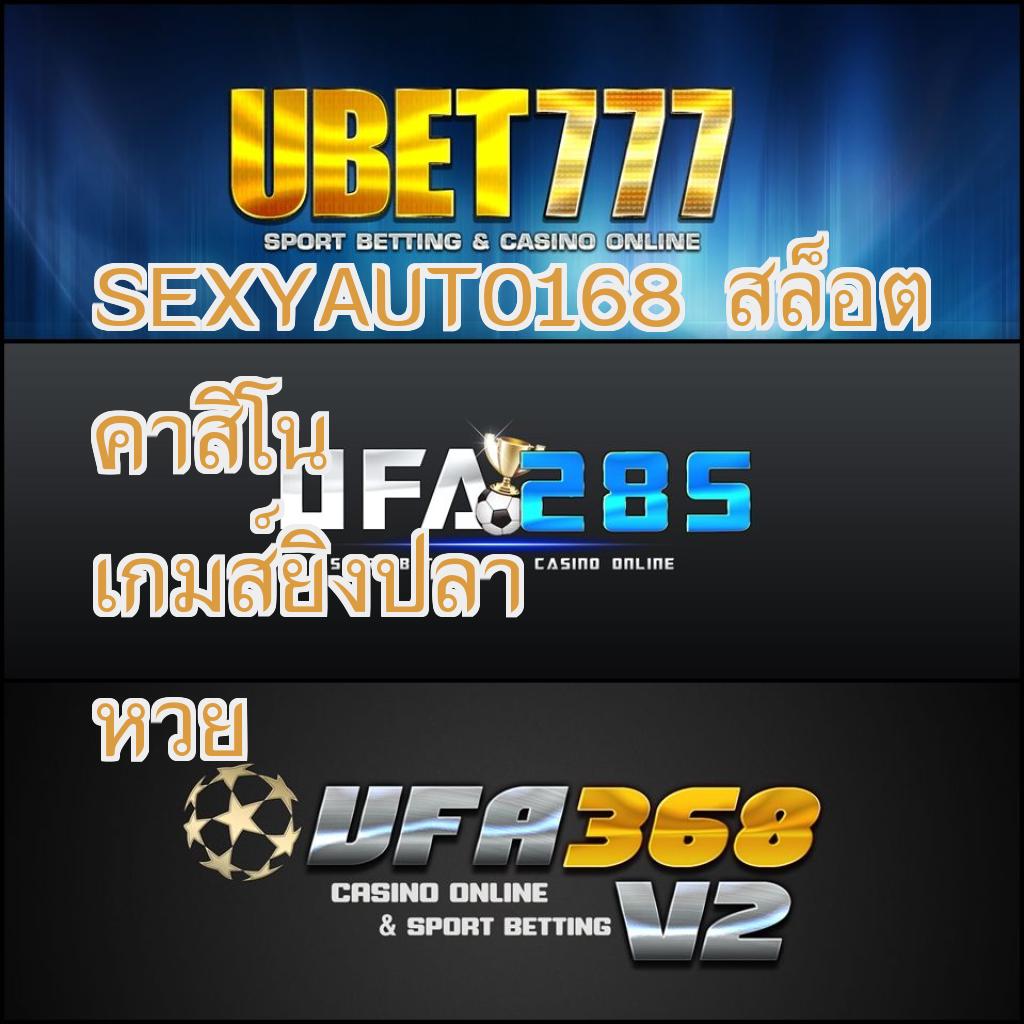 UBET777
SPORT BETTING & CASINO ONLINE
SEXYAUTO168 สล็อต
คาสิโน
UFA285
CASINO ONLINE
เกมส์ยิงปลา
หวย
UFA368
CASINO ONLINE
& SPORT BETTING
V2